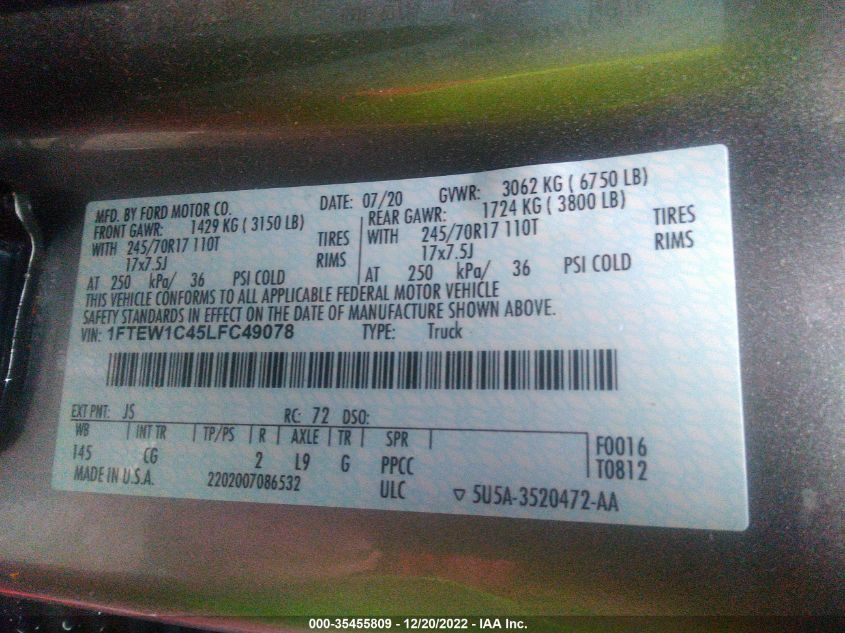 MFD. BY FORD MOTOR CO. DATE: 07/20 GVWR: 3062 KG ( 6750 LB)
FRONT GAWR: 1429 KG ( 3150 LB) REAR GAWR: 1724 KG ( 3800 LB)
WITH 245/70R17 110T TIRES WITH 245/70R17 110T TIRES
17x7.5J RIMS 17x7.5J RIMS
AT 250 kPa/ 36 PSI COLD AT 250 kPa/ 36 PSI COLD
THIS VEHICLE CONFORMS TO ALL APPLICABLE FEDERAL MOTOR VEHICLE
SAFETY STANDARDS IN EFFECT ON THE DATE OF MANUFACTURE SHOWN ABOVE.
VIN: 1FTEW1C45LFC49078 TYPE: Truck
EXT PNT: JS RC: 72 DSO:
WB INT TR TP/PS R AXLE TR SPR F0016
145 CG 2 L9 G PPCC T0812
MADE IN U.S.A. 2202007086532 ULC ▽ 5U5A-3520472-AA
000-35455809 - 12/20/2022 - IAA Inc.